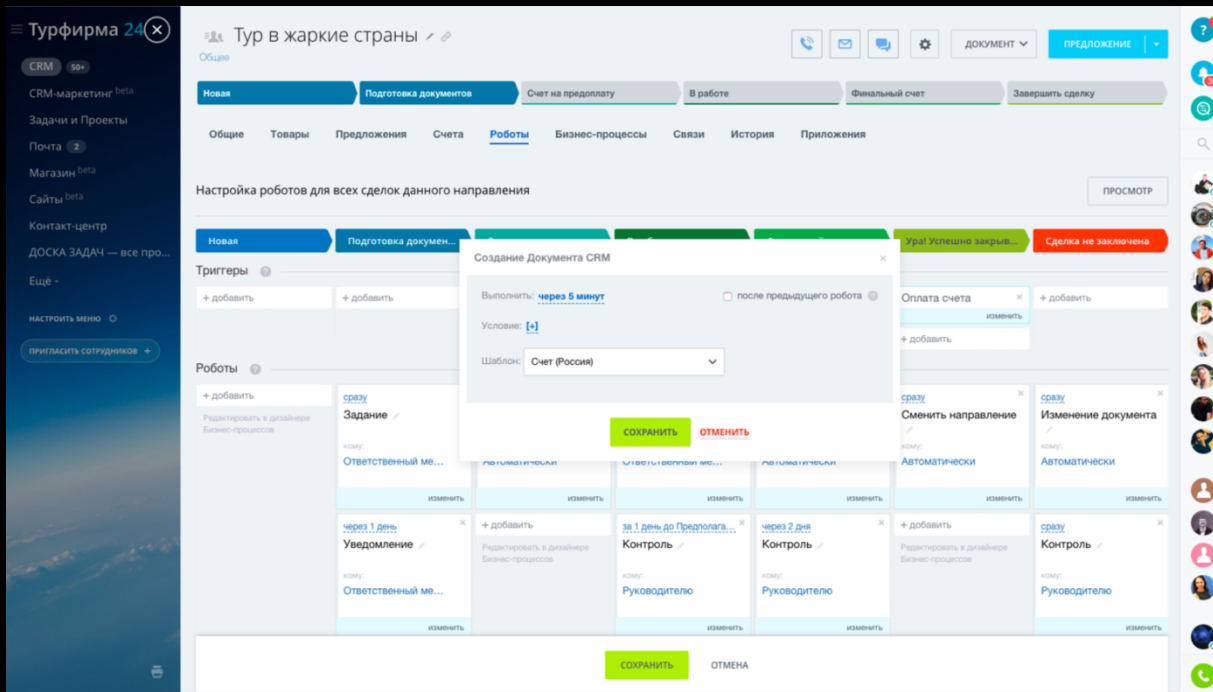 Турфирма 24
CRM 50+
CRM-маркетинг beta
Задачи и Проекты
Почта 2
Магазин beta
Сайты beta
Контакт-центр
ДОСКА ЗАДАЧ — все про...
Ещё -
НАСТРОИТЬ МЕНЮ
ПРИГЛАСИТЬ СОТРУДНИКОВ +
Тур в жаркие страны
Общее
ДОКУМЕНТ
ПРЕДЛОЖЕНИЕ
Новая Подготовка документов Счет на предоплату В работе Финальный счет Завершить сделку
Общие Товары Предложения Счета Роботы Бизнес-процессы Связи История Приложения
Настройка роботов для всех сделок данного направления
ПРОСМОТР
Новая Подготовка докумен... Ура! Успешно закрыв... Сделка не заключена
Триггеры ?
+ добавить + добавить Оплата счета + добавить
изменить
+ добавить
Создание Документа CRM
Выполнить: через 5 минут после предыдущего робота ?
Условие: [+]
Шаблон: Счет (Россия)
СОХРАНИТЬ ОТМЕНИТЬ
Роботы ?
+ добавить сразу сразу сразу
Редактировать в дизайнере
Бизнес-процессов
Задание Сменить направление Изменение документа
кому: кому: кому:
Ответственный ме... Автоматически Ответственный ме... Автоматически Автоматически Автоматически
изменить изменить изменить изменить изменить изменить
через 1 день + добавить за 1 день до Предполага... через 2 дня + добавить сразу
Уведомление Редактировать в дизайнере Контроль Контроль Редактировать в дизайнере Контроль
Бизнес-процессов Бизнес-процессов
кому: кому: кому: кому:
Ответственный ме... Руководителю Руководителю Руководителю
изменить изменить изменить изменить
СОХРАНИТЬ ОТМЕНА
?
3